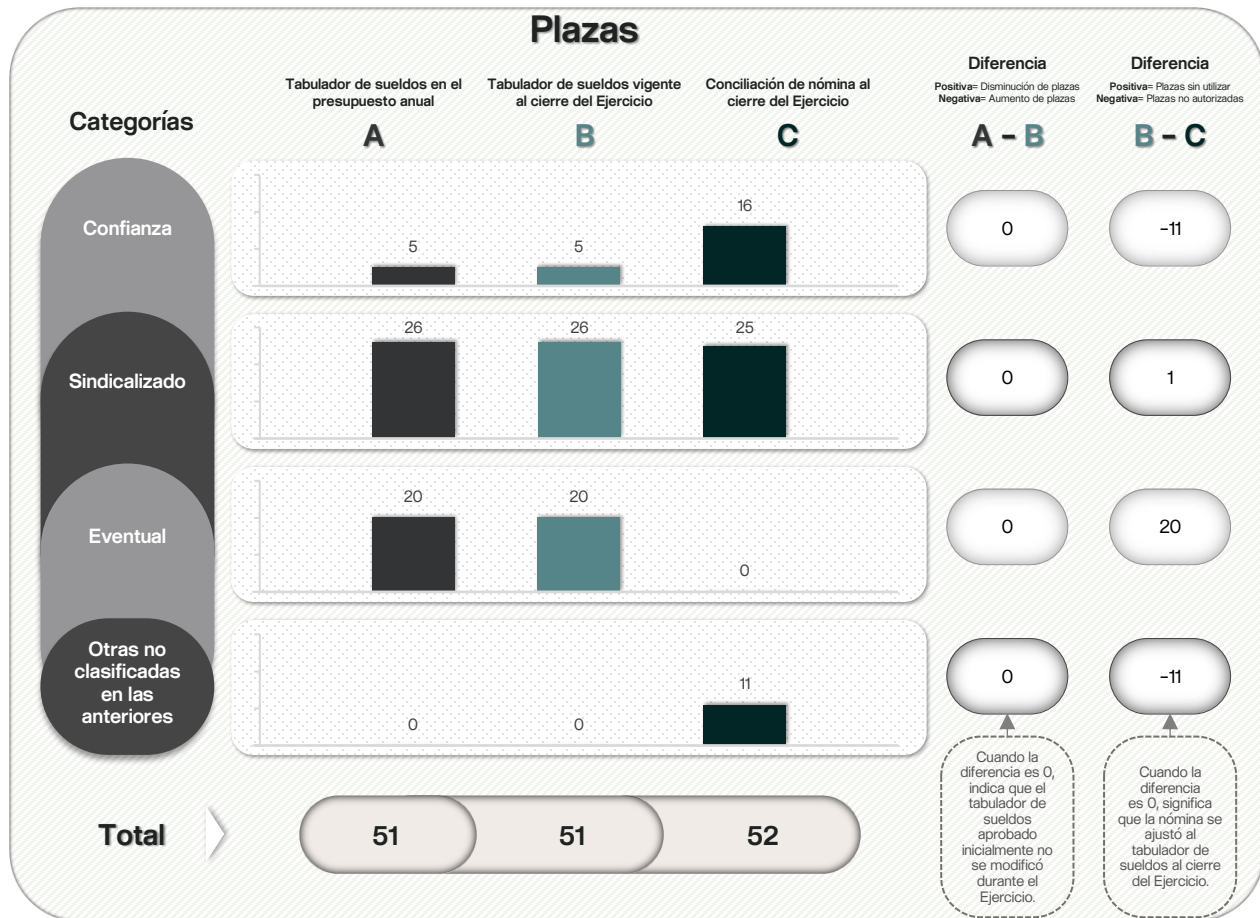 Plazas
Categorías
Tabulador de sueldos en el
presupuesto anual
A
Tabulador de sueldos vigente
al cierre del Ejercicio
B
Conciliación de nómina al
cierre del Ejercicio
C
Diferencia
Positiva= Disminución de plazas
Negativa= Aumento de plazas
A - B
Diferencia
Positiva= Plazas sin utilizar
Negativa= Plazas no autorizadas
B - C
Confianza
5
5
16
0
-11
Sindicalizado
26
26
25
0
1
Eventual
20
20
0
0
20
Otras no
clasificadas
en las
anteriores
0
0
11
0
-11
Total
51
51
52
Cuando la
diferencia es 0,
indica que el
tabulador de
sueldos
aprobado
inicialmente no
se modificó
durante el
Ejercicio.
Cuando la
diferencia
es 0, significa
que la nómina se
ajustó al
tabulador de
sueldos al cierre
del Ejercicio.